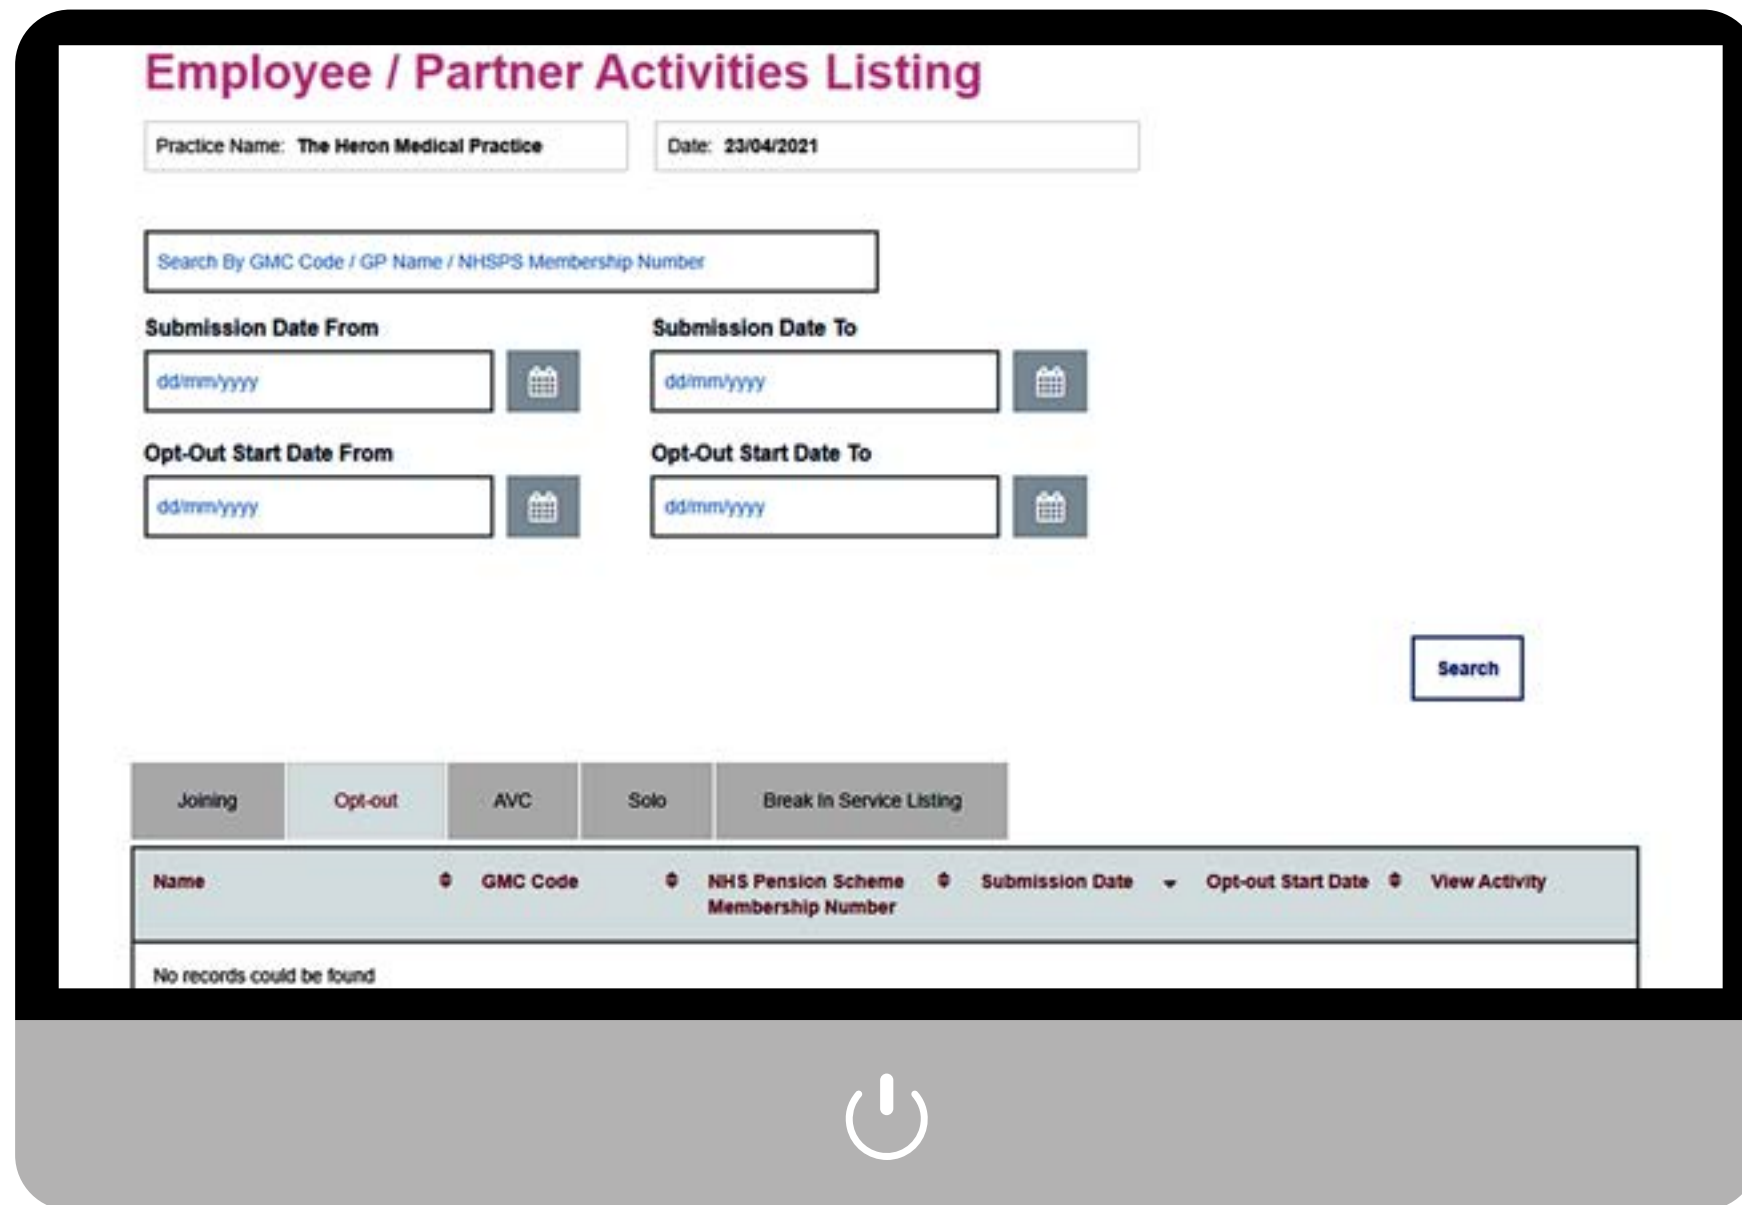 Employee / Partner Activities Listing
Practice Name: The Heron Medical Practice
Date: 23/04/2021
Search By GMC Code / GP Name / NHSPS Membership Number
Submission Date From
Submission Date To
dd/mm/yyyy
dd/mm/yyyy
Opt-Out Start Date From
Opt-Out Start Date To
dd/mm/yyyy
dd/mm/yyyy
Search
Joining
Opt-out
AVC
Solo
Break In Service Listing
Name
GMC Code
NHS Pension Scheme
Membership Number
Submission Date
Opt-out Start Date
View Activity
No records could be found